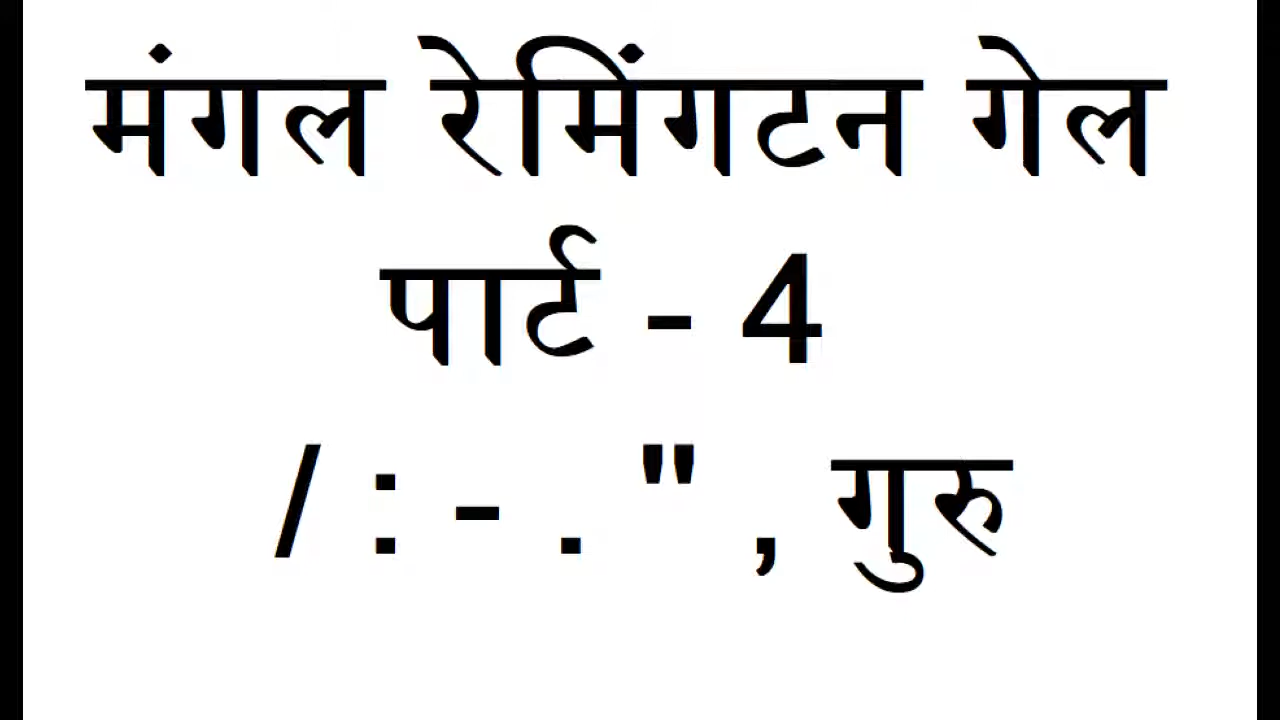 मंगल रेमिंगटन गेल
पार्ट - 4
/ : - . " , गुरु